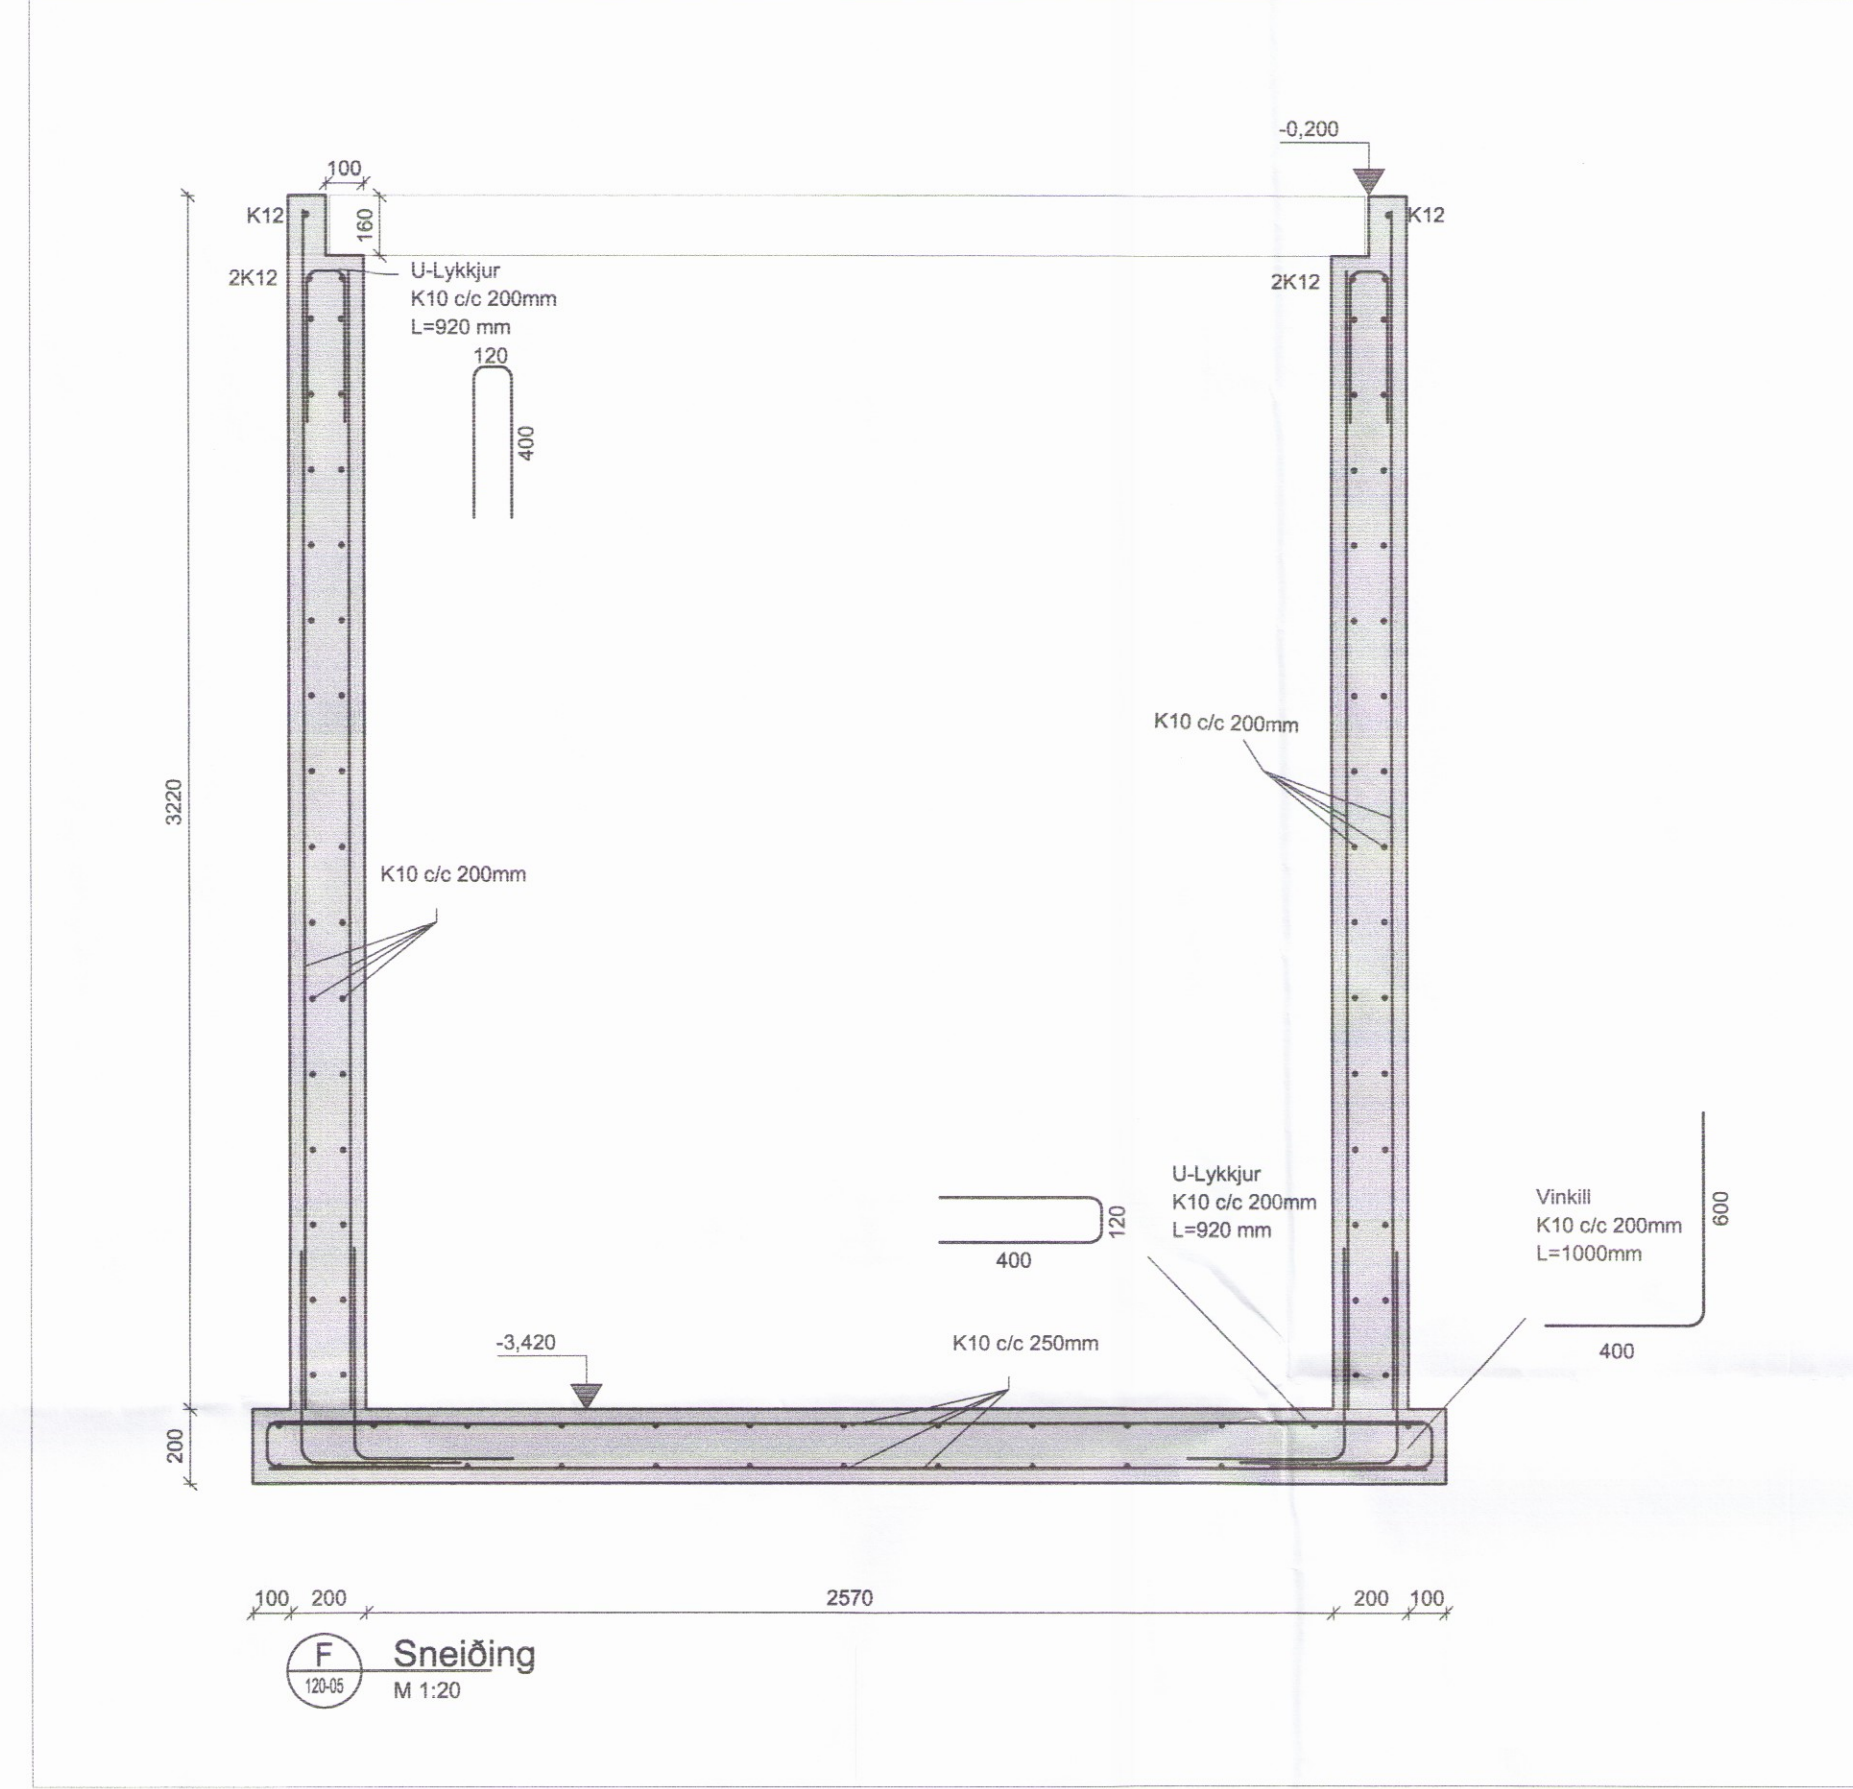 -0,200
100
K12
160
K12
2K12
U-Lykkjur
K10 c/c 200mm
L=920 mm
2K12
120
400
K10 c/c 200mm
3220
K10 c/c 200mm
U-Lykkjur
K10 c/c 200mm
L=920 mm
120
400
Vinkill
K10 c/c 200mm
L=1000mm
600
400
-3,420
K10 c/c 250mm
200
100 200 2570 200 100
F
120-05
Sneiðing
M 1:20